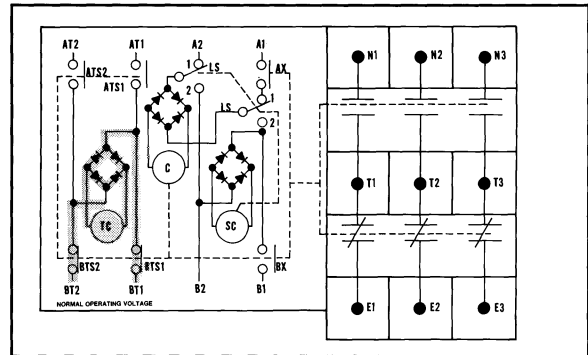 AT2 AT1 A2 A1 N1 N2 N3
ATS2 1 LS AX
ATS1 2 LS 1
2
C
T1 T2 T3
TC SC
BTS2 BTS1 BX
BT2 BT1 B2 B1 E1 E2 E3
NORMAL OPERATING VOLTAGE